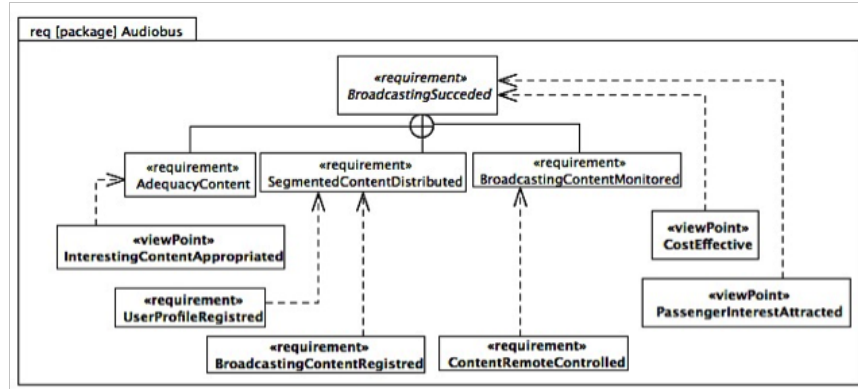 req [package] Audiobus
«requirement»
BroadcastingSucceded
«requirement»
AdequacyContent
«requirement»
SegmentedContentDistributed
«requirement»
BroadcastingContentMonitored
«viewPoint»
InterestingContentAppropriated
«viewPoint»
CostEffective
«requirement»
UserProfileRegistred
«viewPoint»
PassengerInterestAttracted
«requirement»
BroadcastingContentRegistred
«requirement»
ContentRemoteControlled